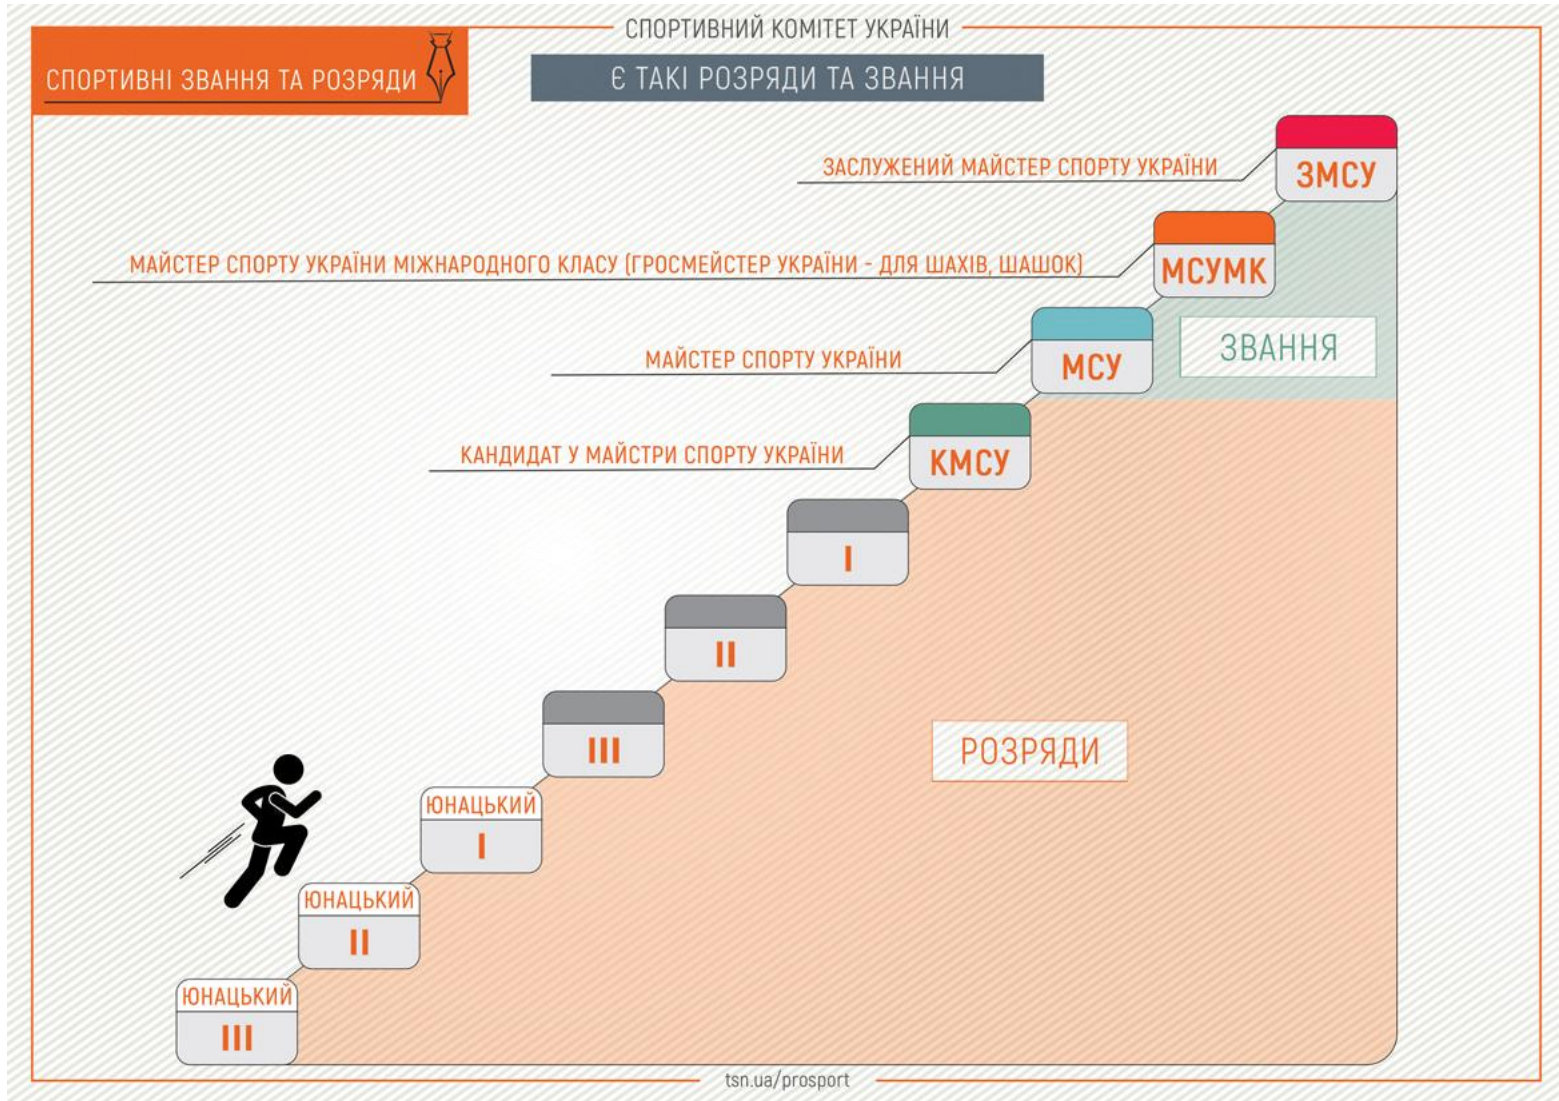 СПОРТИВНИЙ КОМІТЕТ УКРАЇНИ
СПОРТИВНІ ЗВАННЯ ТА РОЗРЯДИ
Є ТАКІ РОЗРЯДИ ТА ЗВАННЯ
ЗАСЛУЖЕНИЙ МАЙСТЕР СПОРТУ УКРАЇНИ
ЗМСУ
МАЙСТЕР СПОРТУ УКРАЇНИ МІЖНАРОДНОГО КЛАСУ (ГРОСМЕЙСТЕР УКРАЇНИ - ДЛЯ ШАХІВ, ШАШОК)
МСУМК
ЗВАННЯ
МАЙСТЕР СПОРТУ УКРАЇНИ
МСУ
КАНДИДАТ У МАЙСТРИ СПОРТУ УКРАЇНИ
КМСУ
I
II
III
РОЗРЯДИ
ЮНАЦЬКИЙ
I
ЮНАЦЬКИЙ
II
ЮНАЦЬКИЙ
III
tsn.ua/prosport